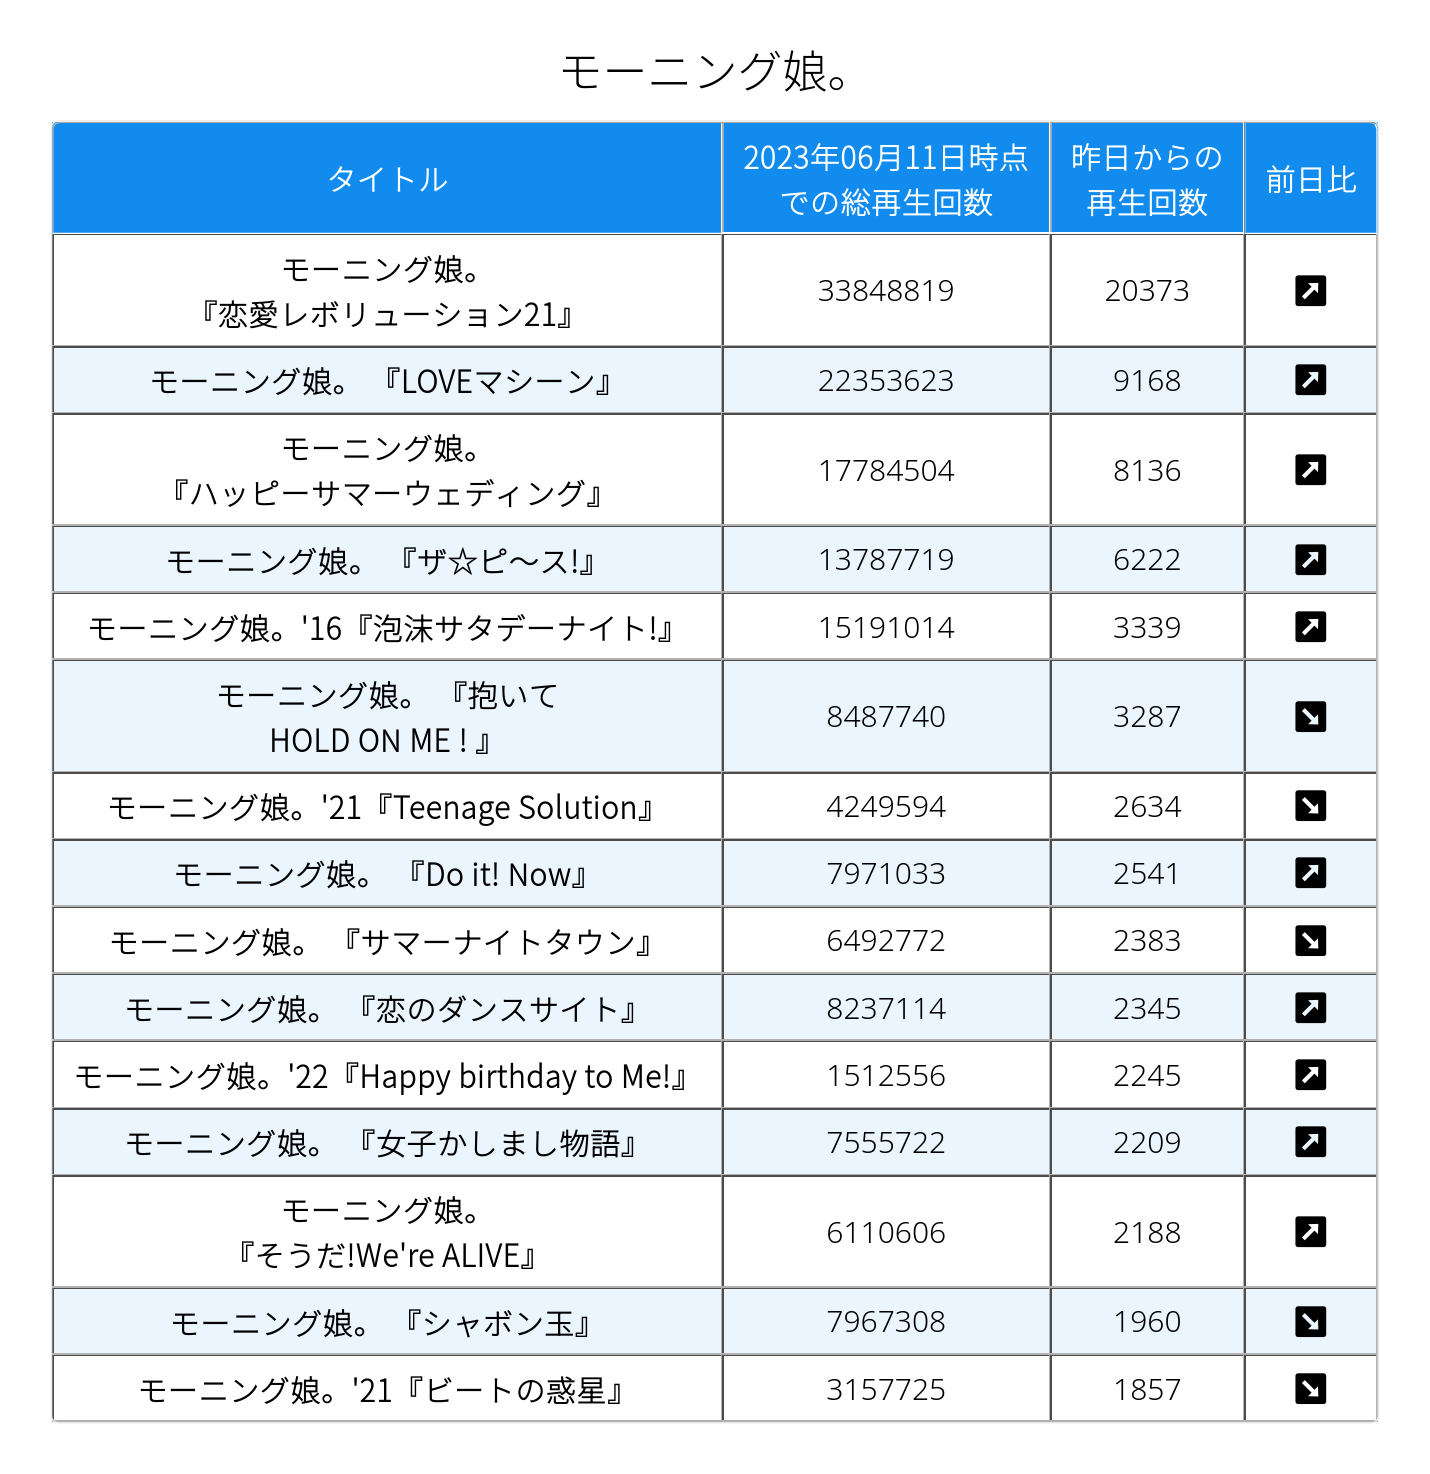 モーニング娘。
タイトル
2023年06月11日時点
での総再生回数
昨日からの
再生回数
前日比
モーニング娘。
『恋愛レボリューション21』
33848819
20373
モーニング娘。 『LOVEマシーン』
22353623
9168
モーニング娘。
『ハッピーサマーウェディング』
17784504
8136
モーニング娘。 『ザ☆ピ〜ス!』
13787719
6222
モーニング娘。'16『泡沫サタデーナイト!』
15191014
3339
モーニング娘。 『抱いて
HOLD ON ME ! 』
8487740
3287
モーニング娘。'21『Teenage Solution』
4249594
2634
モーニング娘。 『Do it! Now』
7971033
2541
モーニング娘。 『サマーナイトタウン』
6492772
2383
モーニング娘。 『恋のダンスサイト』
8237114
2345
モーニング娘。'22『Happy birthday to Me!』
1512556
2245
モーニング娘。 『女子かしまし物語』
7555722
2209
モーニング娘。
『そうだ!We're ALIVE』
6110606
2188
モーニング娘。 『シャボン玉』
7967308
1960
モーニング娘。'21『ビートの惑星』
3157725
1857